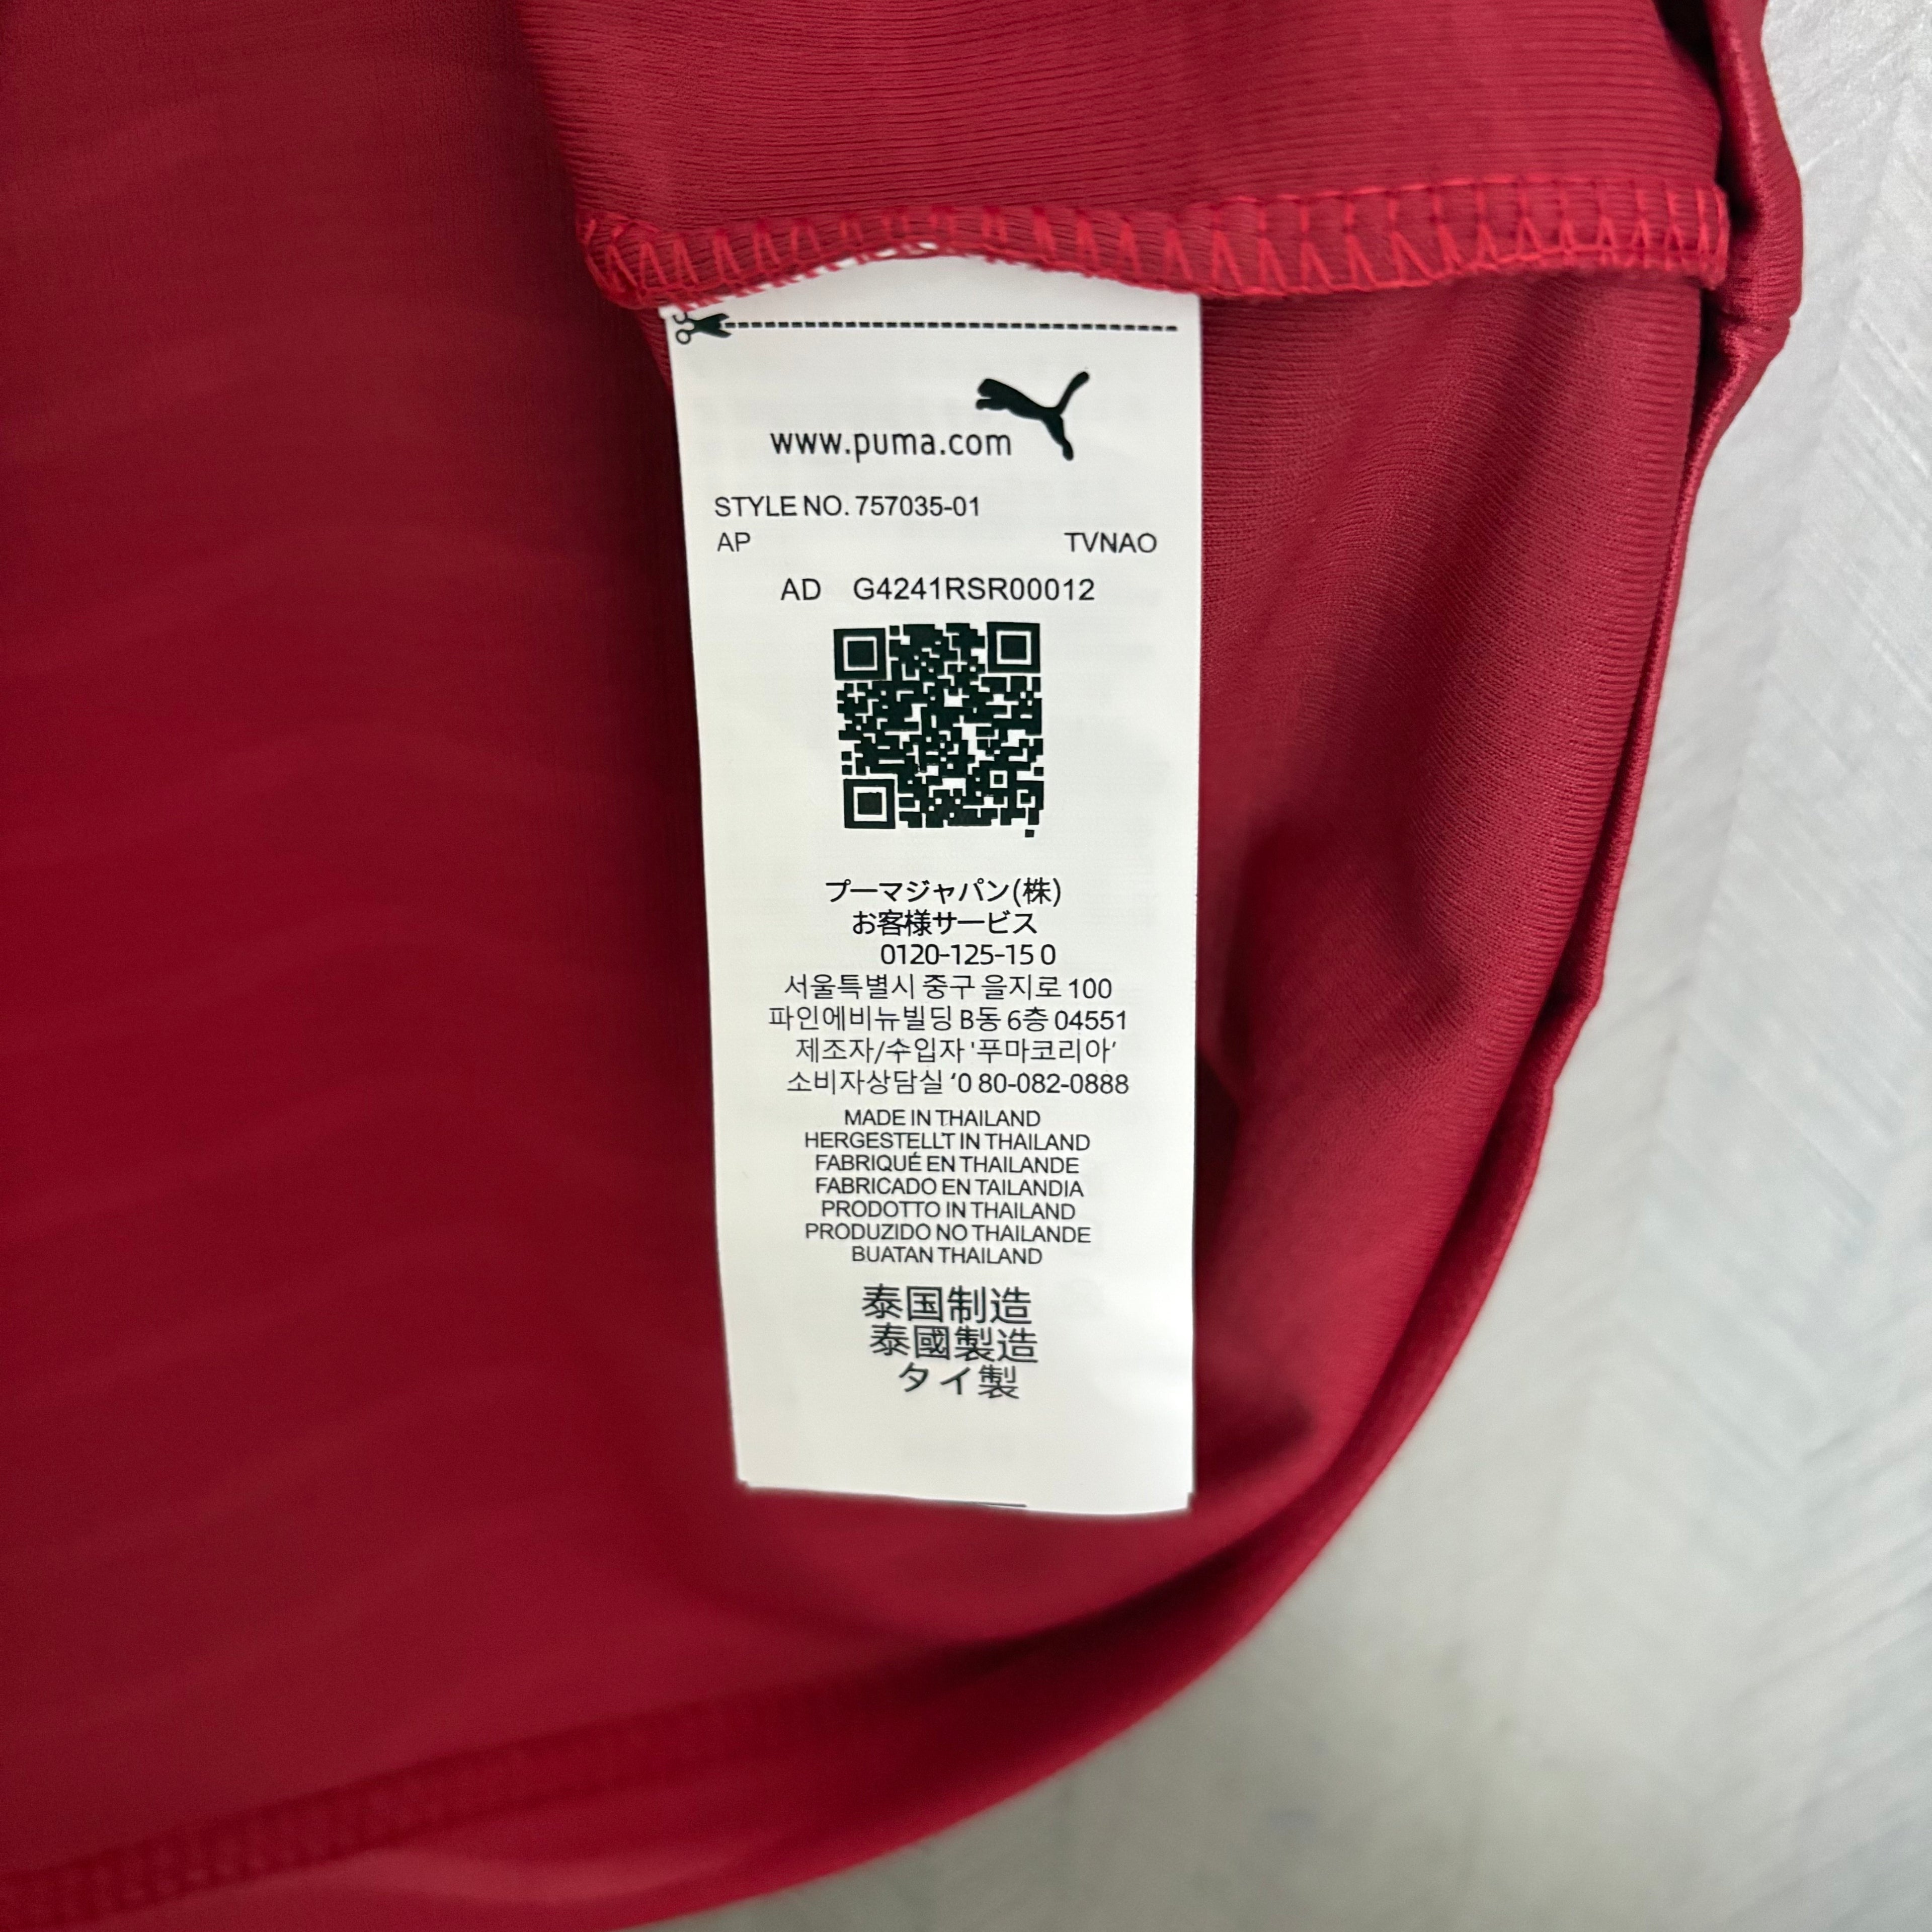 www.puma.com
STYLE NO. 757035-01
AP TVNAO
AD G4241RSR00012
プーマジャパン(株)
お客様サービス
0120-125-15 0
서울특별시 중구 을지로 100
파인에비뉴빌딩 B동 6층 04551
제조자/수입자 '푸마코리아'
소비자상담실 '0 80-082-0888
MADE IN THAILAND
HERGESTELLT IN THAILAND
FABRIQUÉ EN THAILANDE
FABRICADO EN TAILANDIA
PRODOTTO IN THAILAND
PRODUZIDO NO THAILANDE
BUATAN THAILAND
泰国制造
泰國製造
タイ製